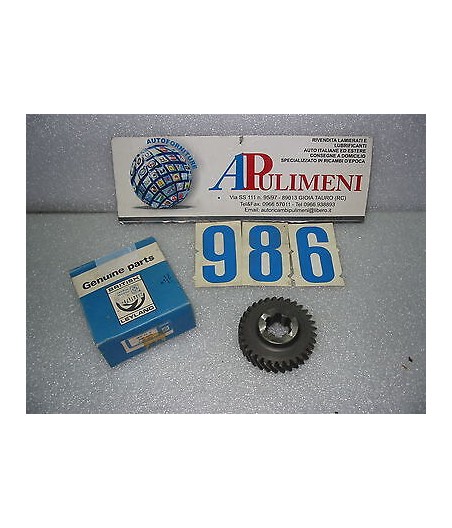 AUTOFORNITURE
RIVENDITA LAMIERATI E
LUBRIFICANTI
AUTO ITALIANE ED ESTERE
CONSEGNE A DOMICILIO
SPECIALIZZATO IN RICAMBI D'EPOCA
APULIMENI
Via SS 111 n. 95/97 - 89013 GIOIA TAURO (RC)
Tel&Fax: 0966 57011 - Tel 0966 938893
Email: autoricambipulimeni@libero.it
986
Genuine parts
BRITISH
LEYLAND